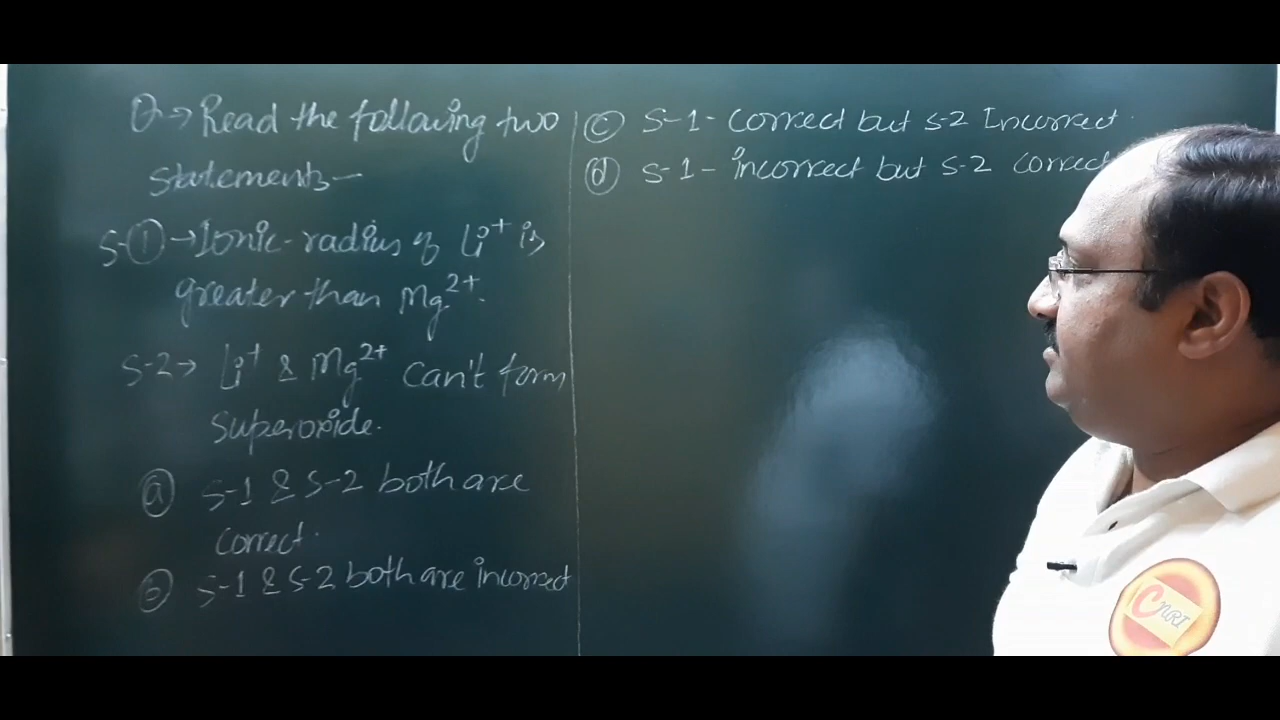 Q→ Read the following two
statements—
S-① → Ionic-radius of Li⁺ is
greater than Mg²⁺.
S-2 → Li⁺ & Mg²⁺ can't form
superoxide.
ⓐ S-1 & S-2 both are
correct.
ⓑ S-1 & S-2 both are incorrect
ⓒ S-1- correct but S-2 Incorrect.
ⓓ S-1- incorrect but S-2 correct
CNRI